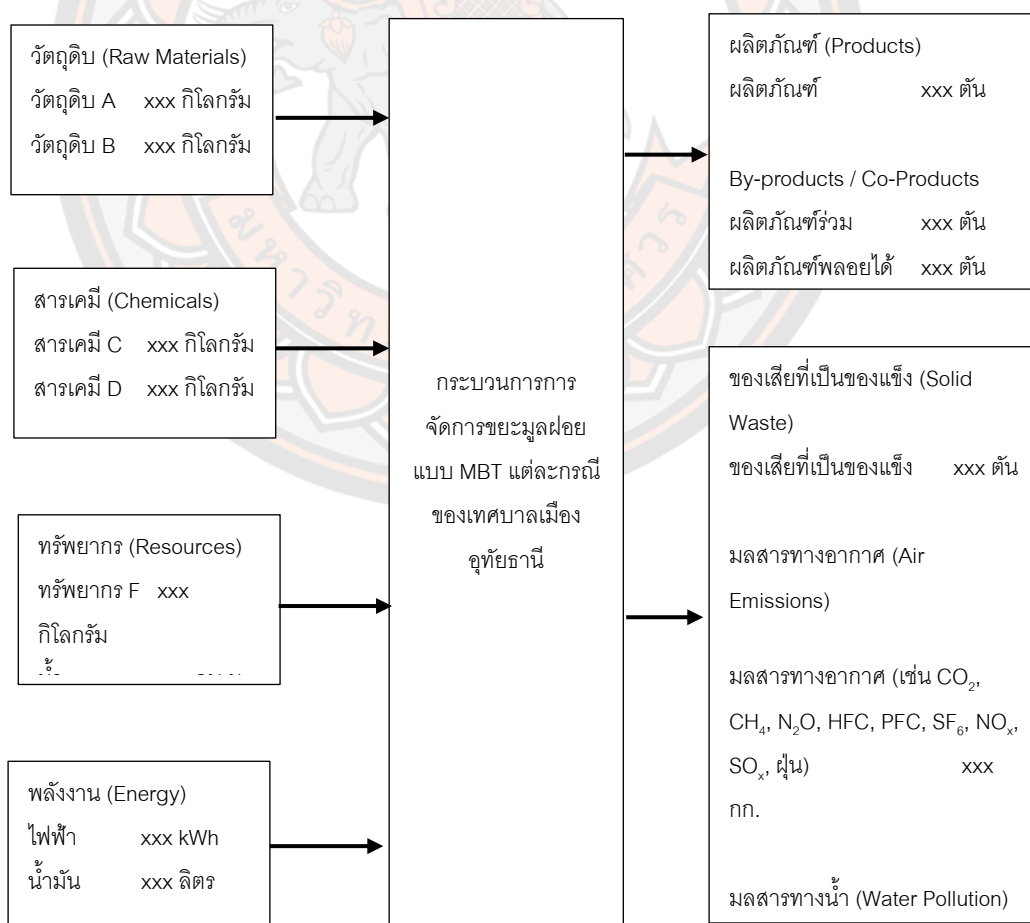 วัตถุดิบ (Raw Materials)
วัตถุดิบ A xxx กิโลกรัม
วัตถุดิบ B xxx กิโลกรัม
สารเคมี (Chemicals)
สารเคมี C xxx กิโลกรัม
สารเคมี D xxx กิโลกรัม
ทรัพยากร (Resources)
ทรัพยากร F xxx
กิโลกรัม
พลังงาน (Energy)
ไฟฟ้า xxx kWh
น้ำมัน xxx ลิตร
กระบวนการการ
จัดการขยะมูลฝอย
แบบ MBT แต่ละกรณี
ของเทศบาลเมือง
อุทัยธานี
ผลิตภัณฑ์ (Products)
ผลิตภัณฑ์ xxx ตัน
By-products / Co-Products
ผลิตภัณฑ์ร่วม xxx ตัน
ผลิตภัณฑ์พลอยได้ xxx ตัน
ของเสียที่เป็นของแข็ง (Solid
Waste)
ของเสียที่เป็นของแข็ง xxx ตัน
มลสารทางอากาศ (Air
Emissions)
มลสารทางอากาศ (เช่น CO₂,
CH₄, N₂O, HFC, PFC, SF₆, NOₓ,
SOₓ, ฝุ่น) xxx
กก.
มลสารทางน้ำ (Water Pollution)